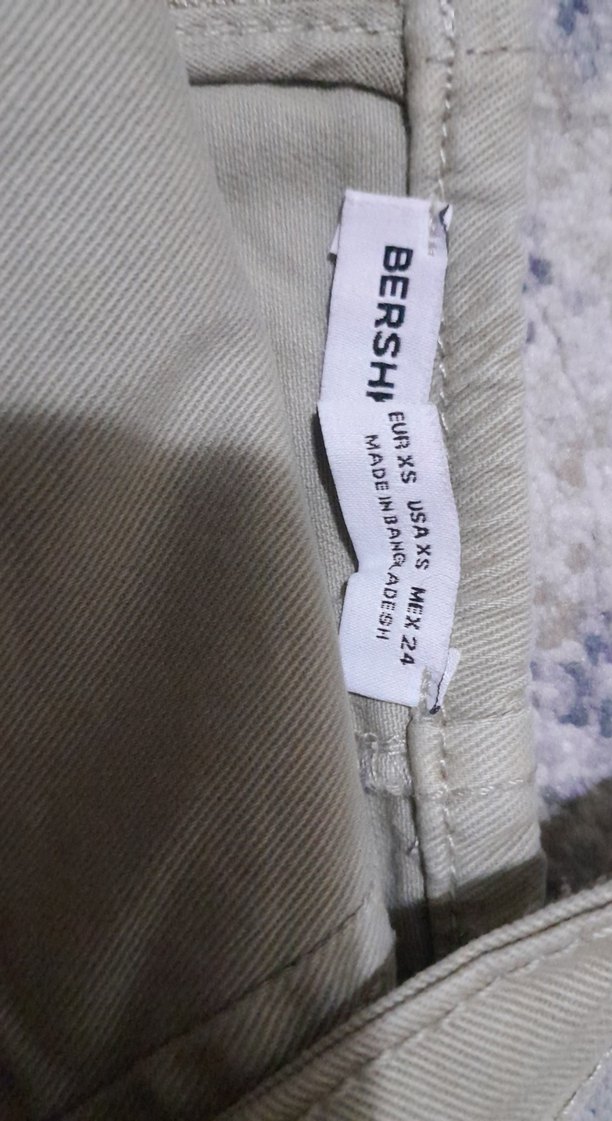 BERSH
EUR XS USA XS MEX 24
MADE IN BANGLADESH